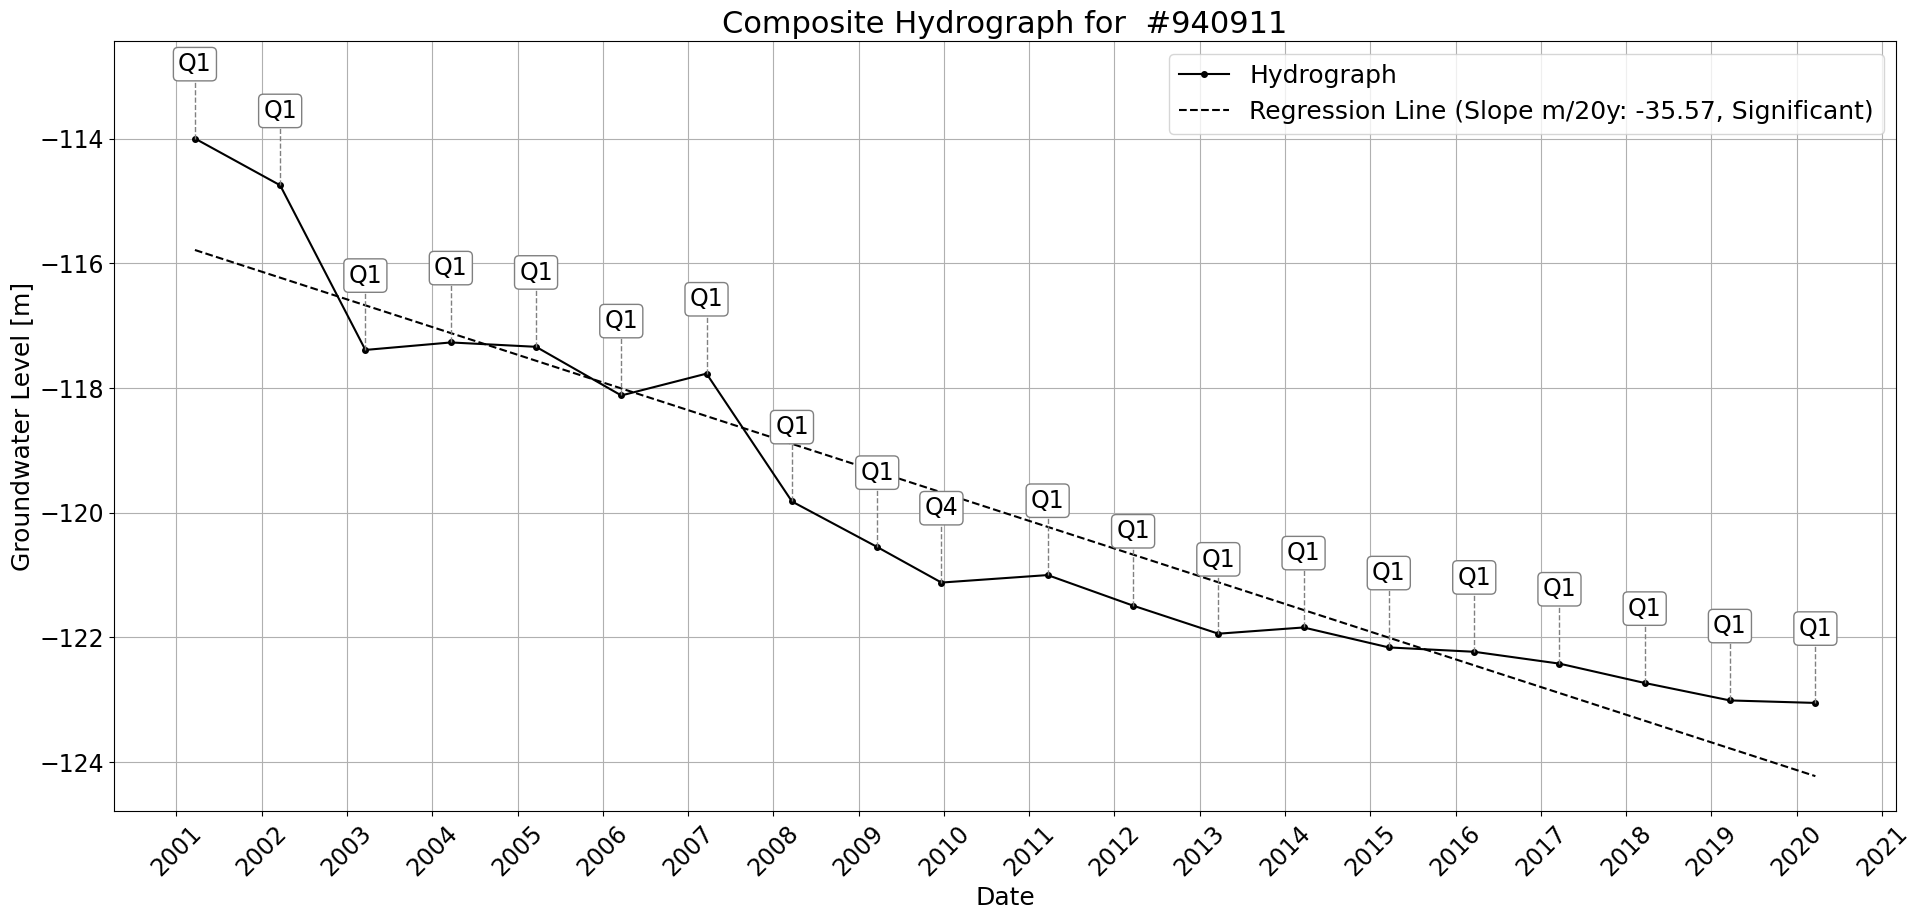 Composite Hydrograph for  #940911
Hydrograph
Regression Line (Slope m/20y: -35.57, Significant)
Q1
Q1
Q1
Q1
Q1
Q1
Q1
Q1
Q1
Q4
Q1
Q1
Q1
Q1
Q1
Q1
Q1
Q1
Q1
Q1
Groundwater Level [m]
−114
−116
−118
−120
−122
−124
2001
2002
2003
2004
2005
2006
2007
2008
2009
2010
2011
2012
2013
2014
2015
2016
2017
2018
2019
2020
2021
Date